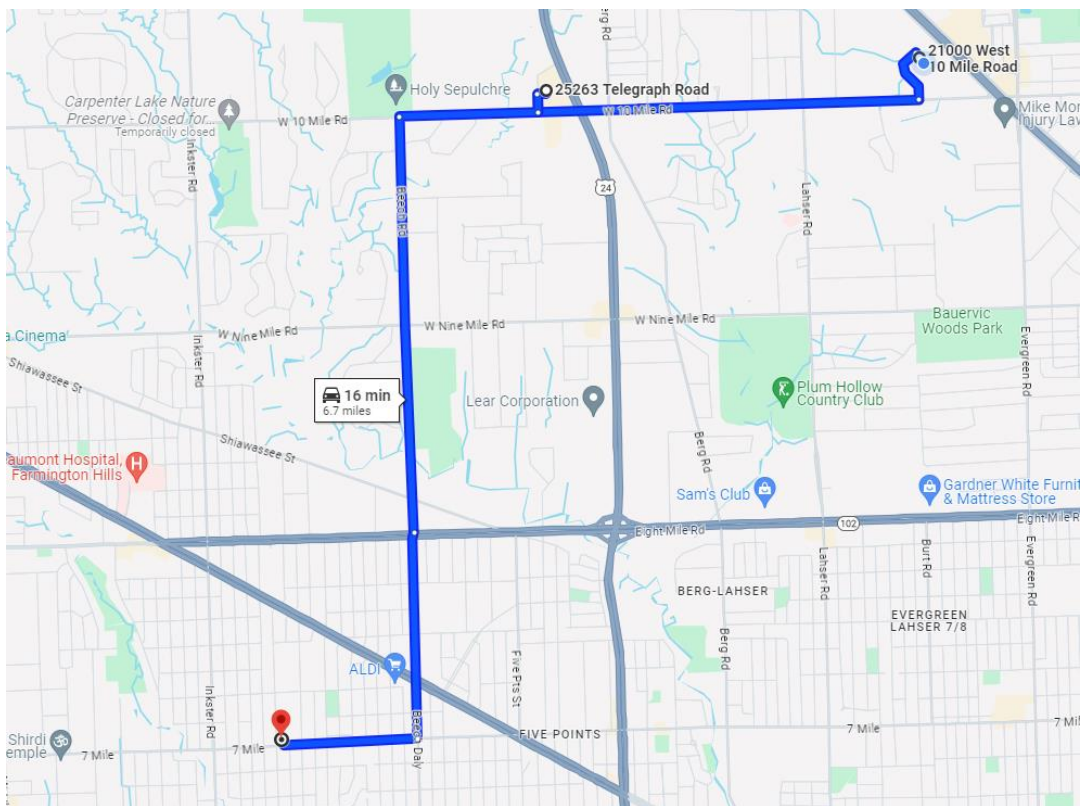 Berg Rd
21000 West
10 Mile Road
25263 Telegraph Road
Holy Sepulchre
Carpenter Lake Nature
Preserve - Closed for...
Temporarily closed
W 10 Mile Rd
W 10 Mile Rd
Mike Mor
Injury Law
Inkster Rd
Beech Rd
24
Lahser Rd
Bauervic
Woods Park
W Nine Mile Rd
W Nine Mile Rd
W Nine Mile Rd
a Cinema
Inkster Rd
Evergreen Rd
Shiawassee St
16 min
6.7 miles
Plum Hollow
Country Club
Lear Corporation
Shiawassee St
Berg Rd
aumont Hospital,
Farmington Hills
H
Sam's Club
Gardner White Furnit
& Mattress Store
Eight Mile Rd
102
Eight Mile R
Lahser Rd
Burt Rd
Evergreen Rd
BERG-LAHSER
EVERGREEN
LAHSER 7/8
Berg Rd
ALDI
Five Pts St
Inkster Rd
Beech Daly
FIVE POINTS
7 Mile
7 Mil
Shirdi
emple
7 Mile
7 Mile